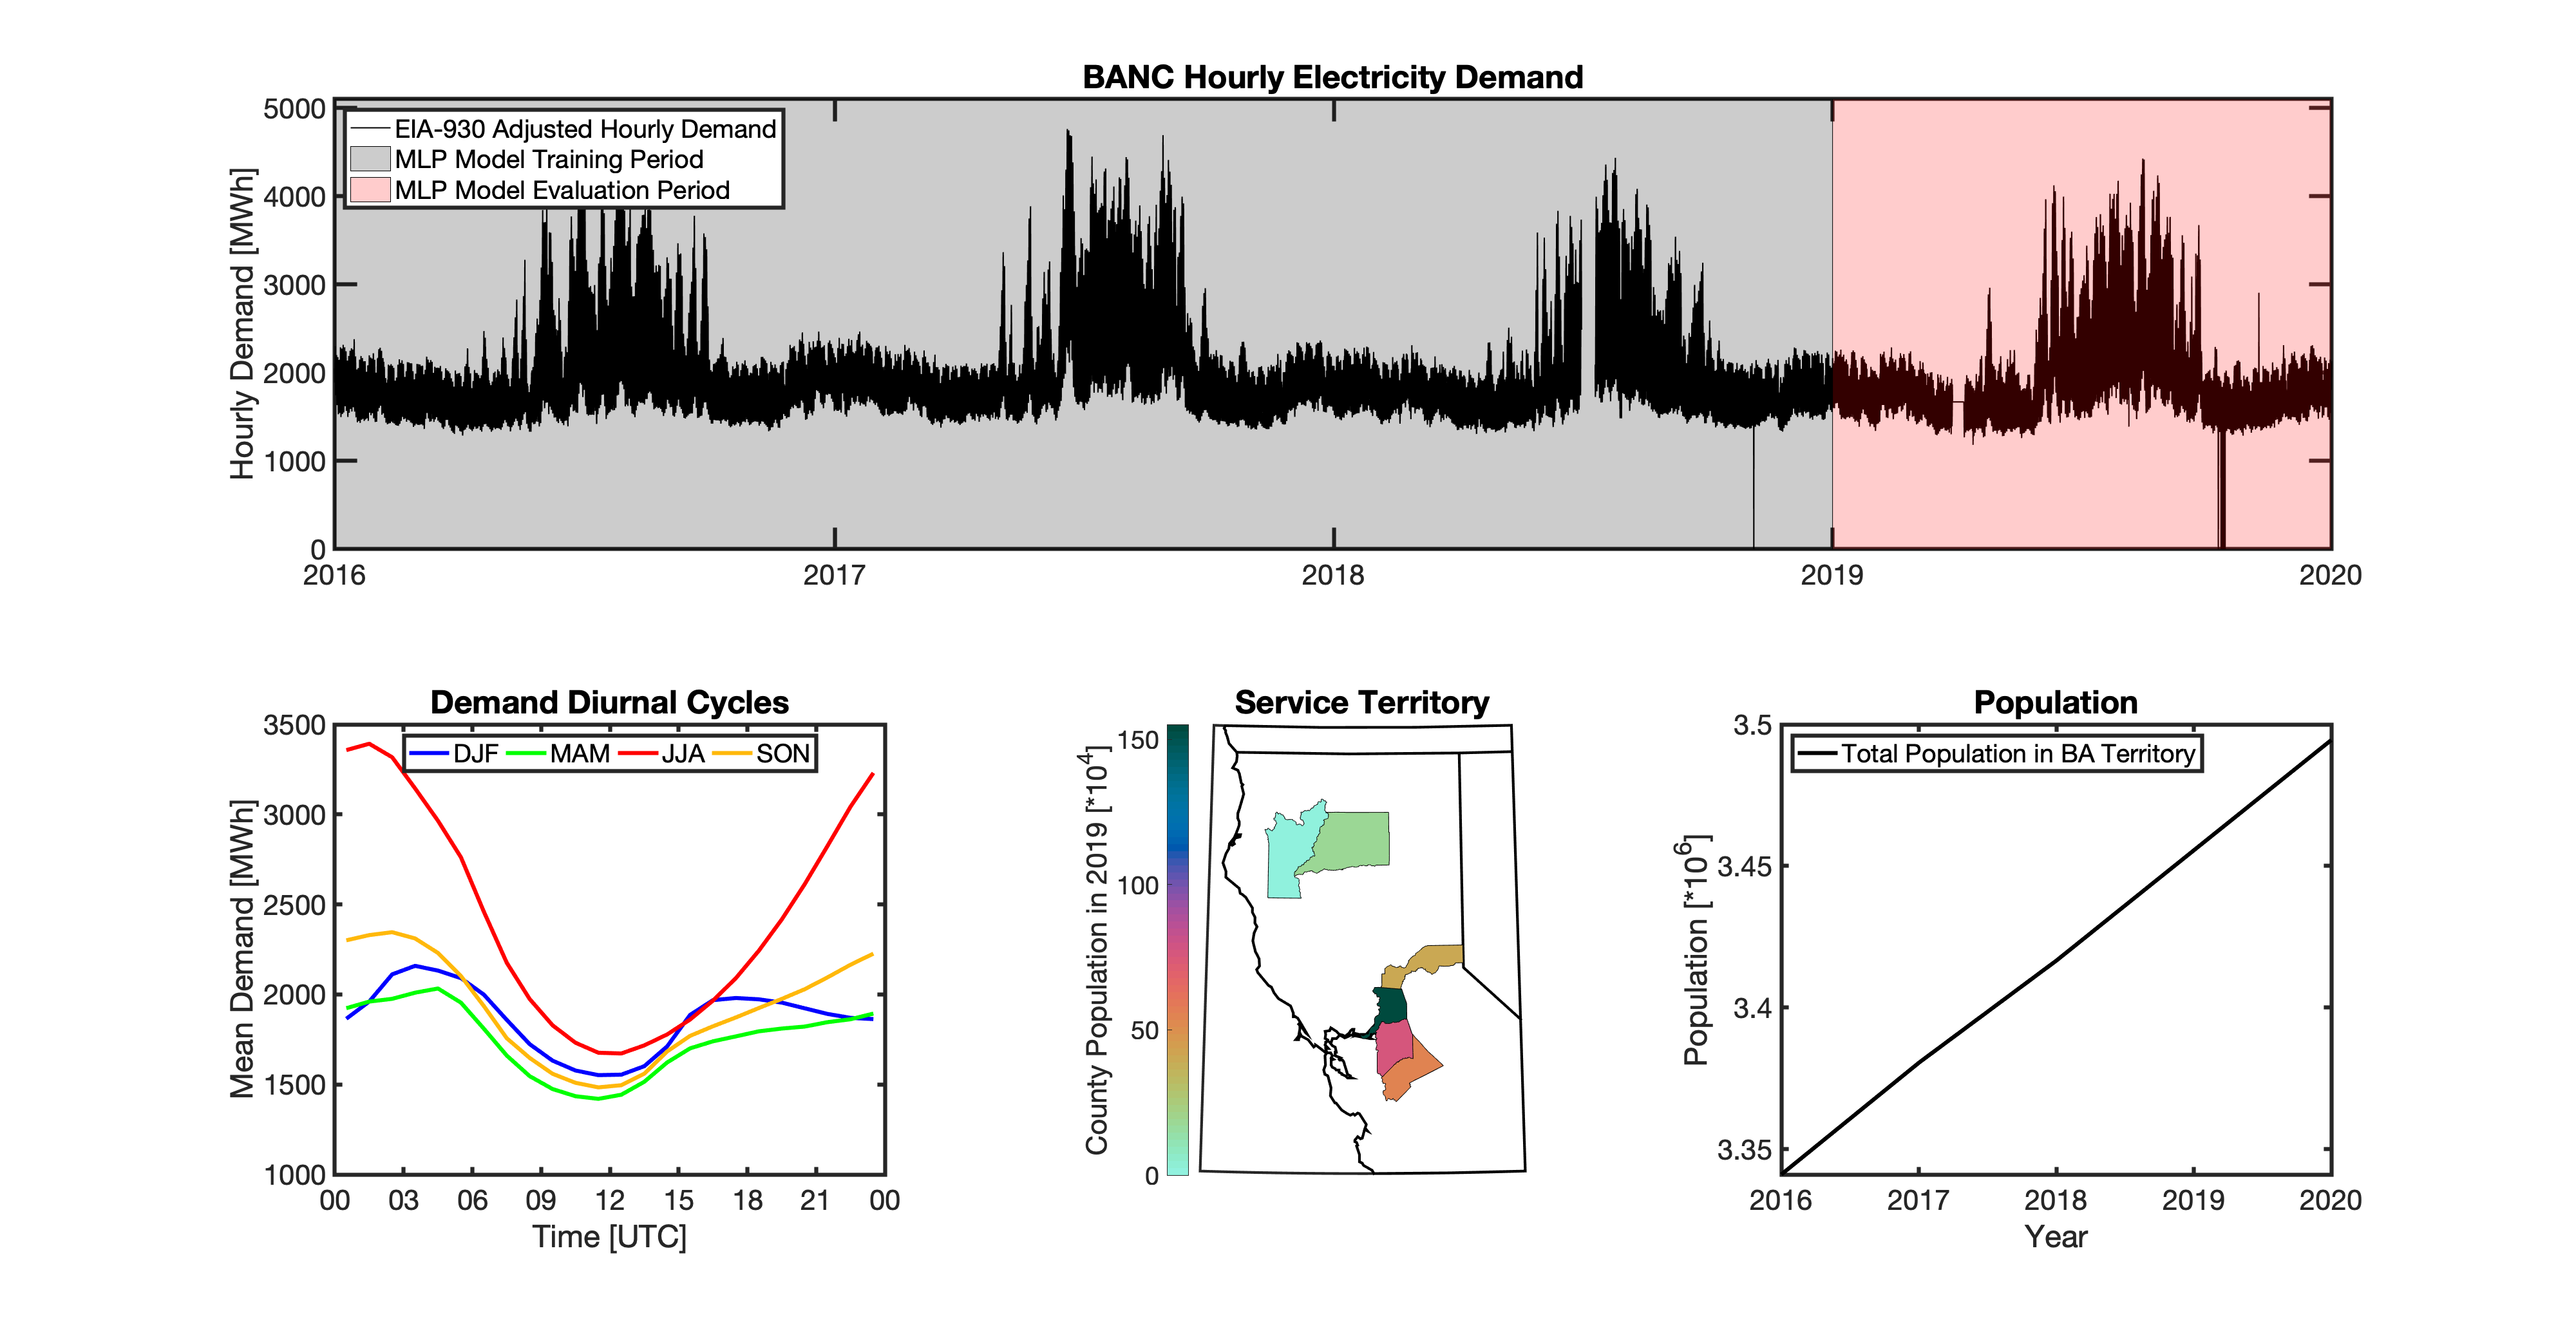 BANC Hourly Electricity Demand
Hourly Demand [MWh]
5000
4000
3000
2000
1000
0
EIA-930 Adjusted Hourly Demand
MLP Model Training Period
MLP Model Evaluation Period
2016 2017 2018 2019 2020
Demand Diurnal Cycles
Mean Demand [MWh]
3500
3000
2500
2000
1500
1000
DJF MAM JJA SON
00 03 06 09 12 15 18 21 00
Time [UTC]
Service Territory
County Population in 2019 [*10^4]
150
100
50
0
Population
Population [*10^6]
3.5
3.45
3.4
3.35
Total Population in BA Territory
2016 2017 2018 2019 2020
Year